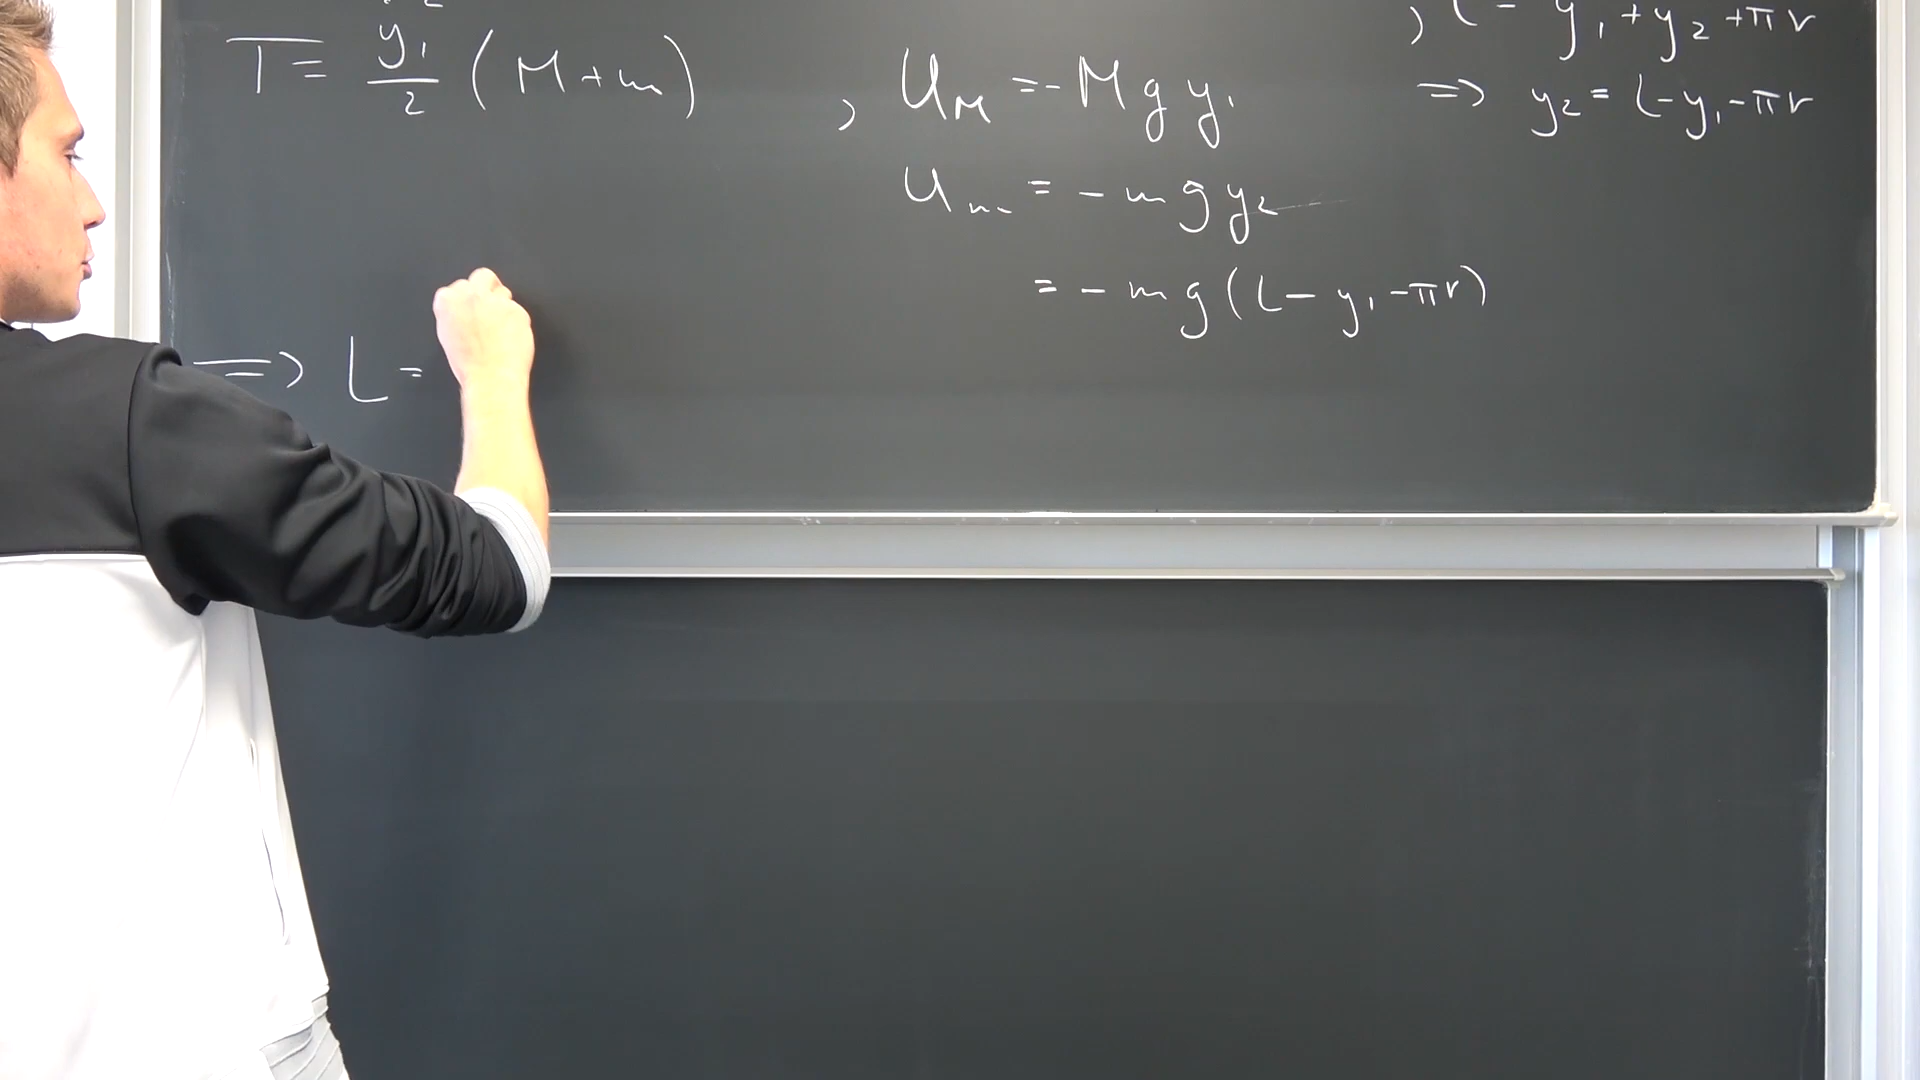 T = ẏ₁²/2 (M + m)
, U_M = - M g y₁
U_m = - m g y₂
= - m g (l - y₁ - πr)
, l = y₁ + y₂ + πr
=> y₂ = l - y₁ - πr
=> L =